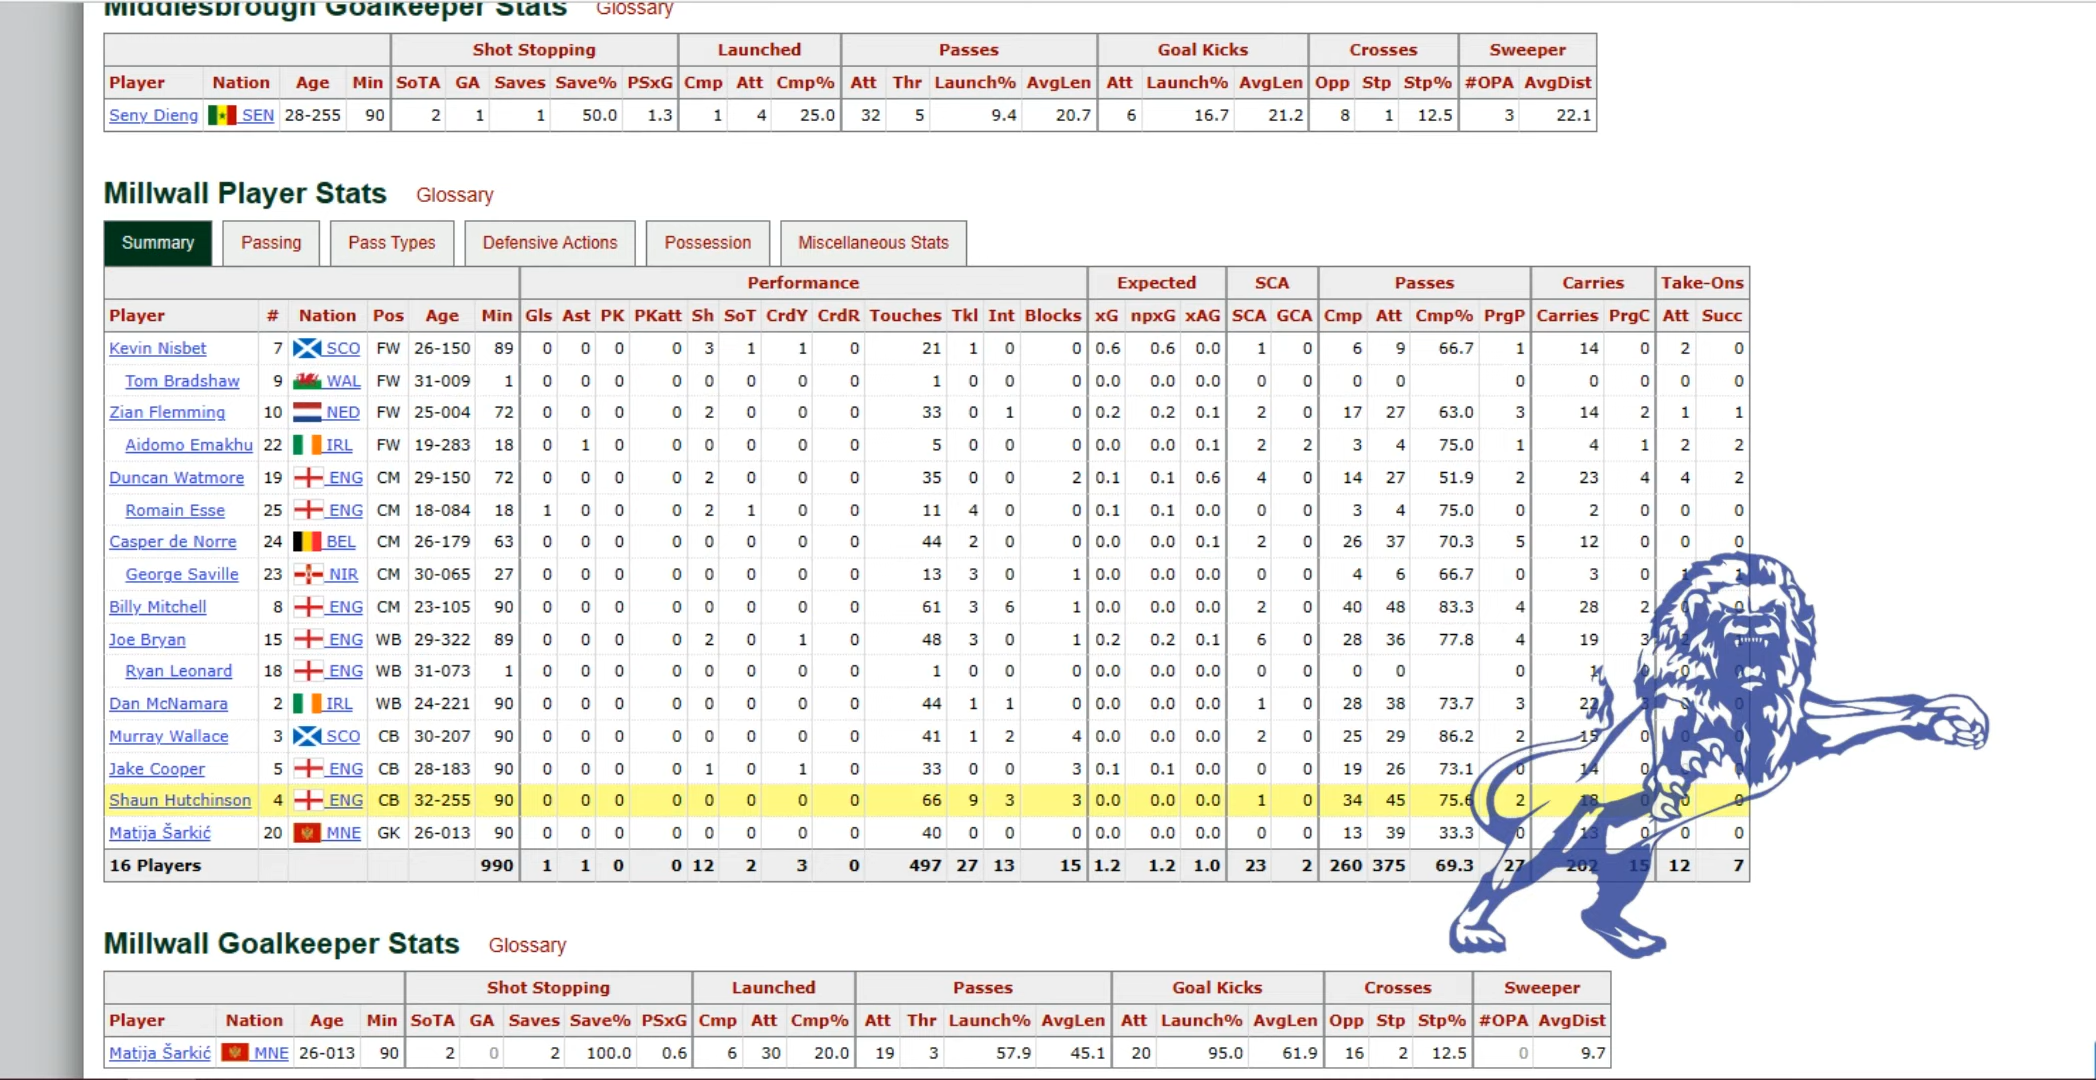 Middlesbrough Goalkeeper Stats Glossary
Shot Stopping Launched Passes Goal Kicks Crosses Sweeper
Player Nation Age Min SoTA GA Saves Save% PSxG Cmp Att Cmp% Att Thr Launch% AvgLen Att Launch% AvgLen Opp Stp Stp% #OPA AvgDist
Seny Dieng SEN 28-255 90 2 1 1 50.0 1.3 1 4 25.0 32 5 9.4 20.7 6 16.7 21.2 8 1 12.5 3 22.1
Millwall Player Stats Glossary
Summary Passing Pass Types Defensive Actions Possession Miscellaneous Stats
Performance Expected SCA Passes Carries Take-Ons
Player # Nation Pos Age Min Gls Ast PK PKatt Sh SoT CrdY CrdR Touches Tkl Int Blocks xG npxG xAG SCA GCA Cmp Att Cmp% PrgP Carries PrgC Att Succ
Kevin Nisbet 7 SCO FW 26-150 89 0 0 0 0 3 1 1 0 21 1 0 0 0.6 0.6 0.0 1 0 6 9 66.7 1 14 0 2 0
Tom Bradshaw 9 WAL FW 31-009 1 0 0 0 0 0 0 0 0 1 0 0 0 0.0 0.0 0.0 0 0 0 0 0 0 0 0 0
Zian Flemming 10 NED FW 25-004 72 0 0 0 0 2 0 0 0 33 0 1 0 0.2 0.2 0.1 2 0 17 27 63.0 3 14 2 1 1
Aidomo Emakhu 22 IRL FW 19-283 18 0 1 0 0 0 0 0 0 5 0 0 0 0.0 0.0 0.1 2 2 3 4 75.0 1 4 1 2 2
Duncan Watmore 19 ENG CM 29-150 72 0 0 0 0 2 0 0 0 35 0 0 2 0.1 0.1 0.6 4 0 14 27 51.9 2 23 4 4 2
Romain Esse 25 ENG CM 18-084 18 1 0 0 0 2 1 0 0 11 4 0 0 0.1 0.1 0.0 0 0 3 4 75.0 0 2 0 0 0
Casper de Norre 24 BEL CM 26-179 63 0 0 0 0 0 0 0 0 44 2 0 0 0.0 0.0 0.1 2 0 26 37 70.3 5 12 0 0 0
George Saville 23 NIR CM 30-065 27 0 0 0 0 0 0 0 0 13 3 0 1 0.0 0.0 0.0 0 0 4 6 66.7 0 3 0 1 1
Billy Mitchell 8 ENG CM 23-105 90 0 0 0 0 0 0 0 0 61 3 6 1 0.0 0.0 0.0 2 0 40 48 83.3 4 28 2 0 0
Joe Bryan 15 ENG WB 29-322 89 0 0 0 0 2 0 1 0 48 3 0 1 0.2 0.2 0.1 6 0 28 36 77.8 4 19 3 2
Ryan Leonard 18 ENG WB 31-073 1 0 0 0 0 0 0 0 0 1 0 0 0 0.0 0.0 0.0 0 0 0 0 0 1 0 0 0
Dan McNamara 2 IRL WB 24-221 90 0 0 0 0 0 0 0 0 44 1 1 0 0.0 0.0 0.0 1 0 28 38 73.7 3 22 3 0 0
Murray Wallace 3 SCO CB 30-207 90 0 0 0 0 0 0 0 0 41 1 2 4 0.0 0.0 0.0 2 0 25 29 86.2 2 15 0 0
Jake Cooper 5 ENG CB 28-183 90 0 0 0 0 1 0 1 0 33 0 0 3 0.1 0.1 0.0 0 0 19 26 73.1 0 14 0 0
Shaun Hutchinson 4 ENG CB 32-255 90 0 0 0 0 0 0 0 0 66 9 3 3 0.0 0.0 0.0 1 0 34 45 75.6 2 18 0 0 0
Matija Šarkić 20 MNE GK 26-013 90 0 0 0 0 0 0 0 0 40 0 0 0 0.0 0.0 0.0 0 0 13 39 33.3 0 13 0 0 0
16 Players 990 1 1 0 0 12 2 3 0 497 27 13 15 1.2 1.2 1.0 23 2 260 375 69.3 27 202 15 12 7
Millwall Goalkeeper Stats Glossary
Shot Stopping Launched Passes Goal Kicks Crosses Sweeper
Player Nation Age Min SoTA GA Saves Save% PSxG Cmp Att Cmp% Att Thr Launch% AvgLen Att Launch% AvgLen Opp Stp Stp% #OPA AvgDist
Matija Šarkić MNE 26-013 90 2 0 2 100.0 0.6 6 30 20.0 19 3 57.9 45.1 20 95.0 61.9 16 2 12.5 0 9.7